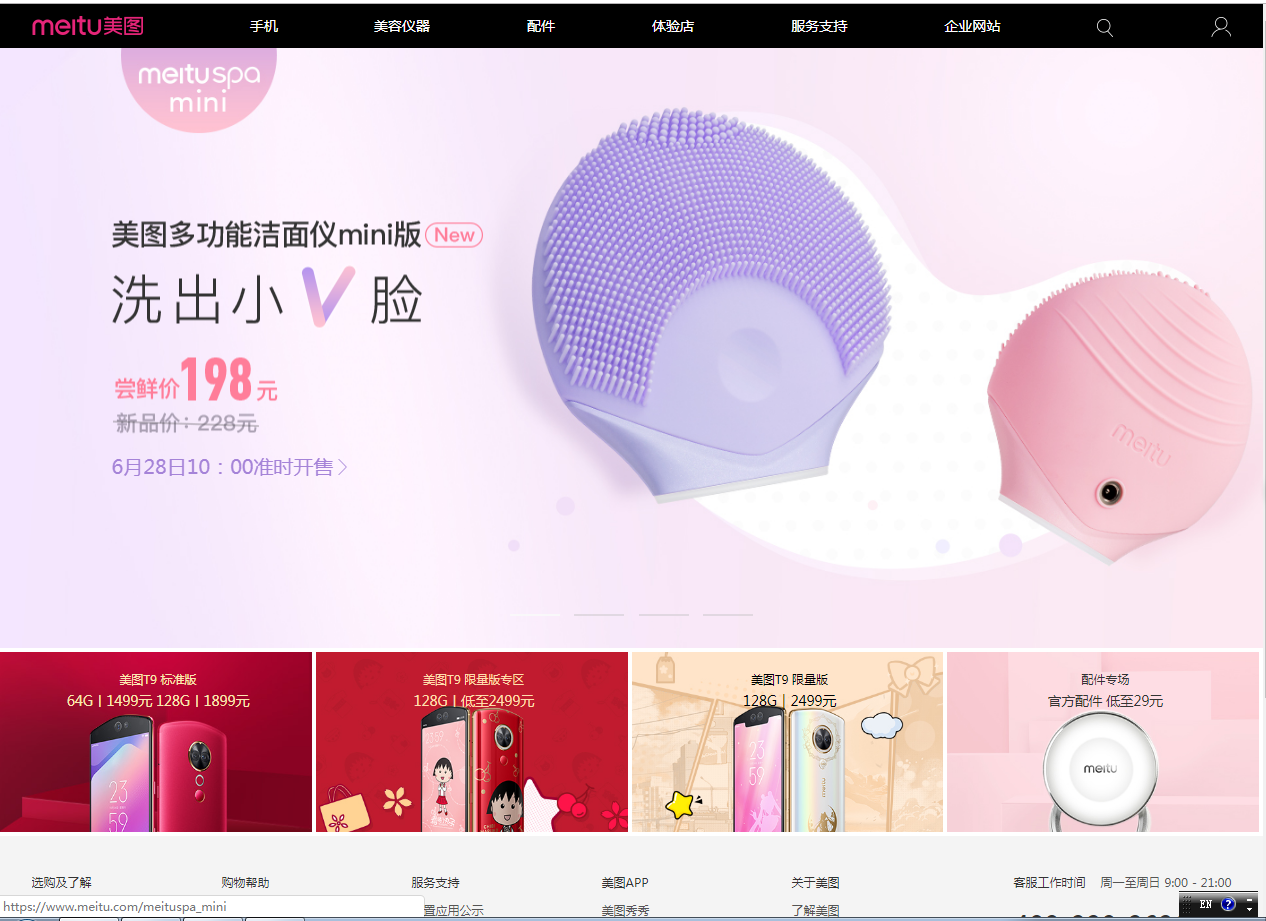 meitu美图
手机
美容仪器
配件
体验店
服务支持
企业网站
meituspa
mini
美图多功能洁面仪mini版 New
洗出小V脸
尝鲜价198元
新品价：228元
6月28日10：00准时开售
meitu
美图T9 标准版
64G | 1499元 128G | 1899元
23
59
美图T9 限量版专区
128G | 低至2499元
美图T9 限量版
128G | 2499元
23
59
配件专场
官方配件 低至29元
meitu
选购及了解
购物帮助
服务支持
美图APP
关于美图
客服工作时间 周一至周日 9:00 - 21:00
置应用公示
美图秀秀
了解美图
https://www.meitu.com/meituspa_mini
EN